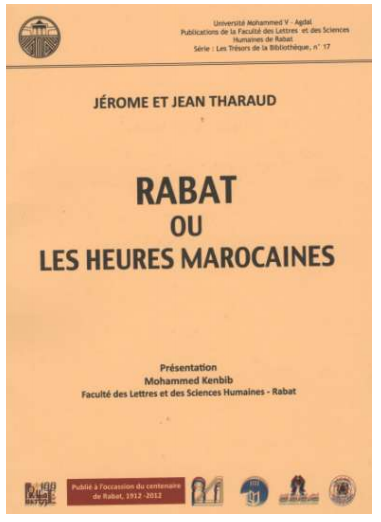 Université Mohammed V - Agdal
Publications de la Faculté des Lettres et des Sciences
Humaines de Rabat
Série : Les Trésors de la Bibliothèque, n° 17
JÉROME ET JEAN THARAUD
RABAT
OU
LES HEURES MAROCAINES
Présentation
Mohammed Kenbib
Faculté des Lettres et des Sciences Humaines - Rabat
Publié à l'occassion du centenaire
de Rabat, 1912 -2012